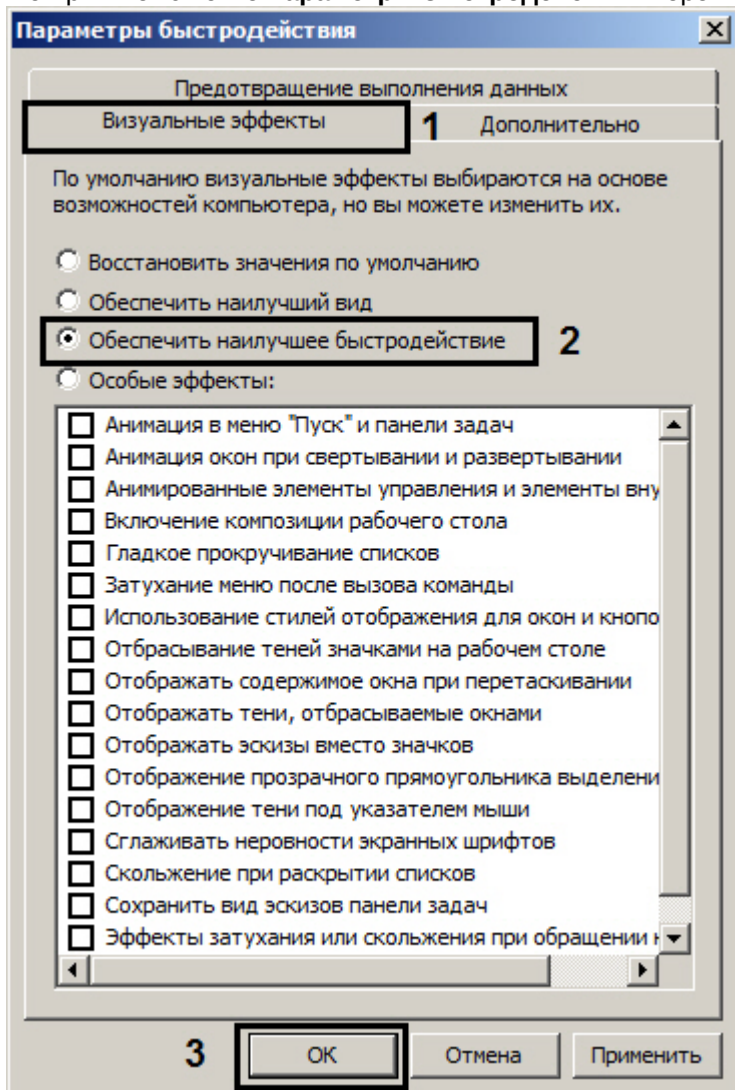 Параметры быстродействия
Предотвращение выполнения данных
Визуальные эффекты 1 Дополнительно
По умолчанию визуальные эффекты выбираются на основе
возможностей компьютера, но вы можете изменить их.
Восстановить значения по умолчанию
Обеспечить наилучший вид
Обеспечить наилучшее быстродействие 2
Особые эффекты:
Анимация в меню "Пуск" и панели задач
Анимация окон при свертывании и развертывании
Анимированные элементы управления и элементы вну
Включение композиции рабочего стола
Гладкое прокручивание списков
Затухание меню после вызова команды
Использование стилей отображения для окон и кнопо
Отбрасывание теней значками на рабочем столе
Отображать содержимое окна при перетаскивании
Отображать тени, отбрасываемые окнами
Отображать эскизы вместо значков
Отображение прозрачного прямоугольника выделени
Отображение тени под указателем мыши
Сглаживать неровности экранных шрифтов
Скольжение при раскрытии списков
Сохранить вид эскизов панели задач
Эффекты затухания или скольжения при обращении
3 ОК Отмена Применить